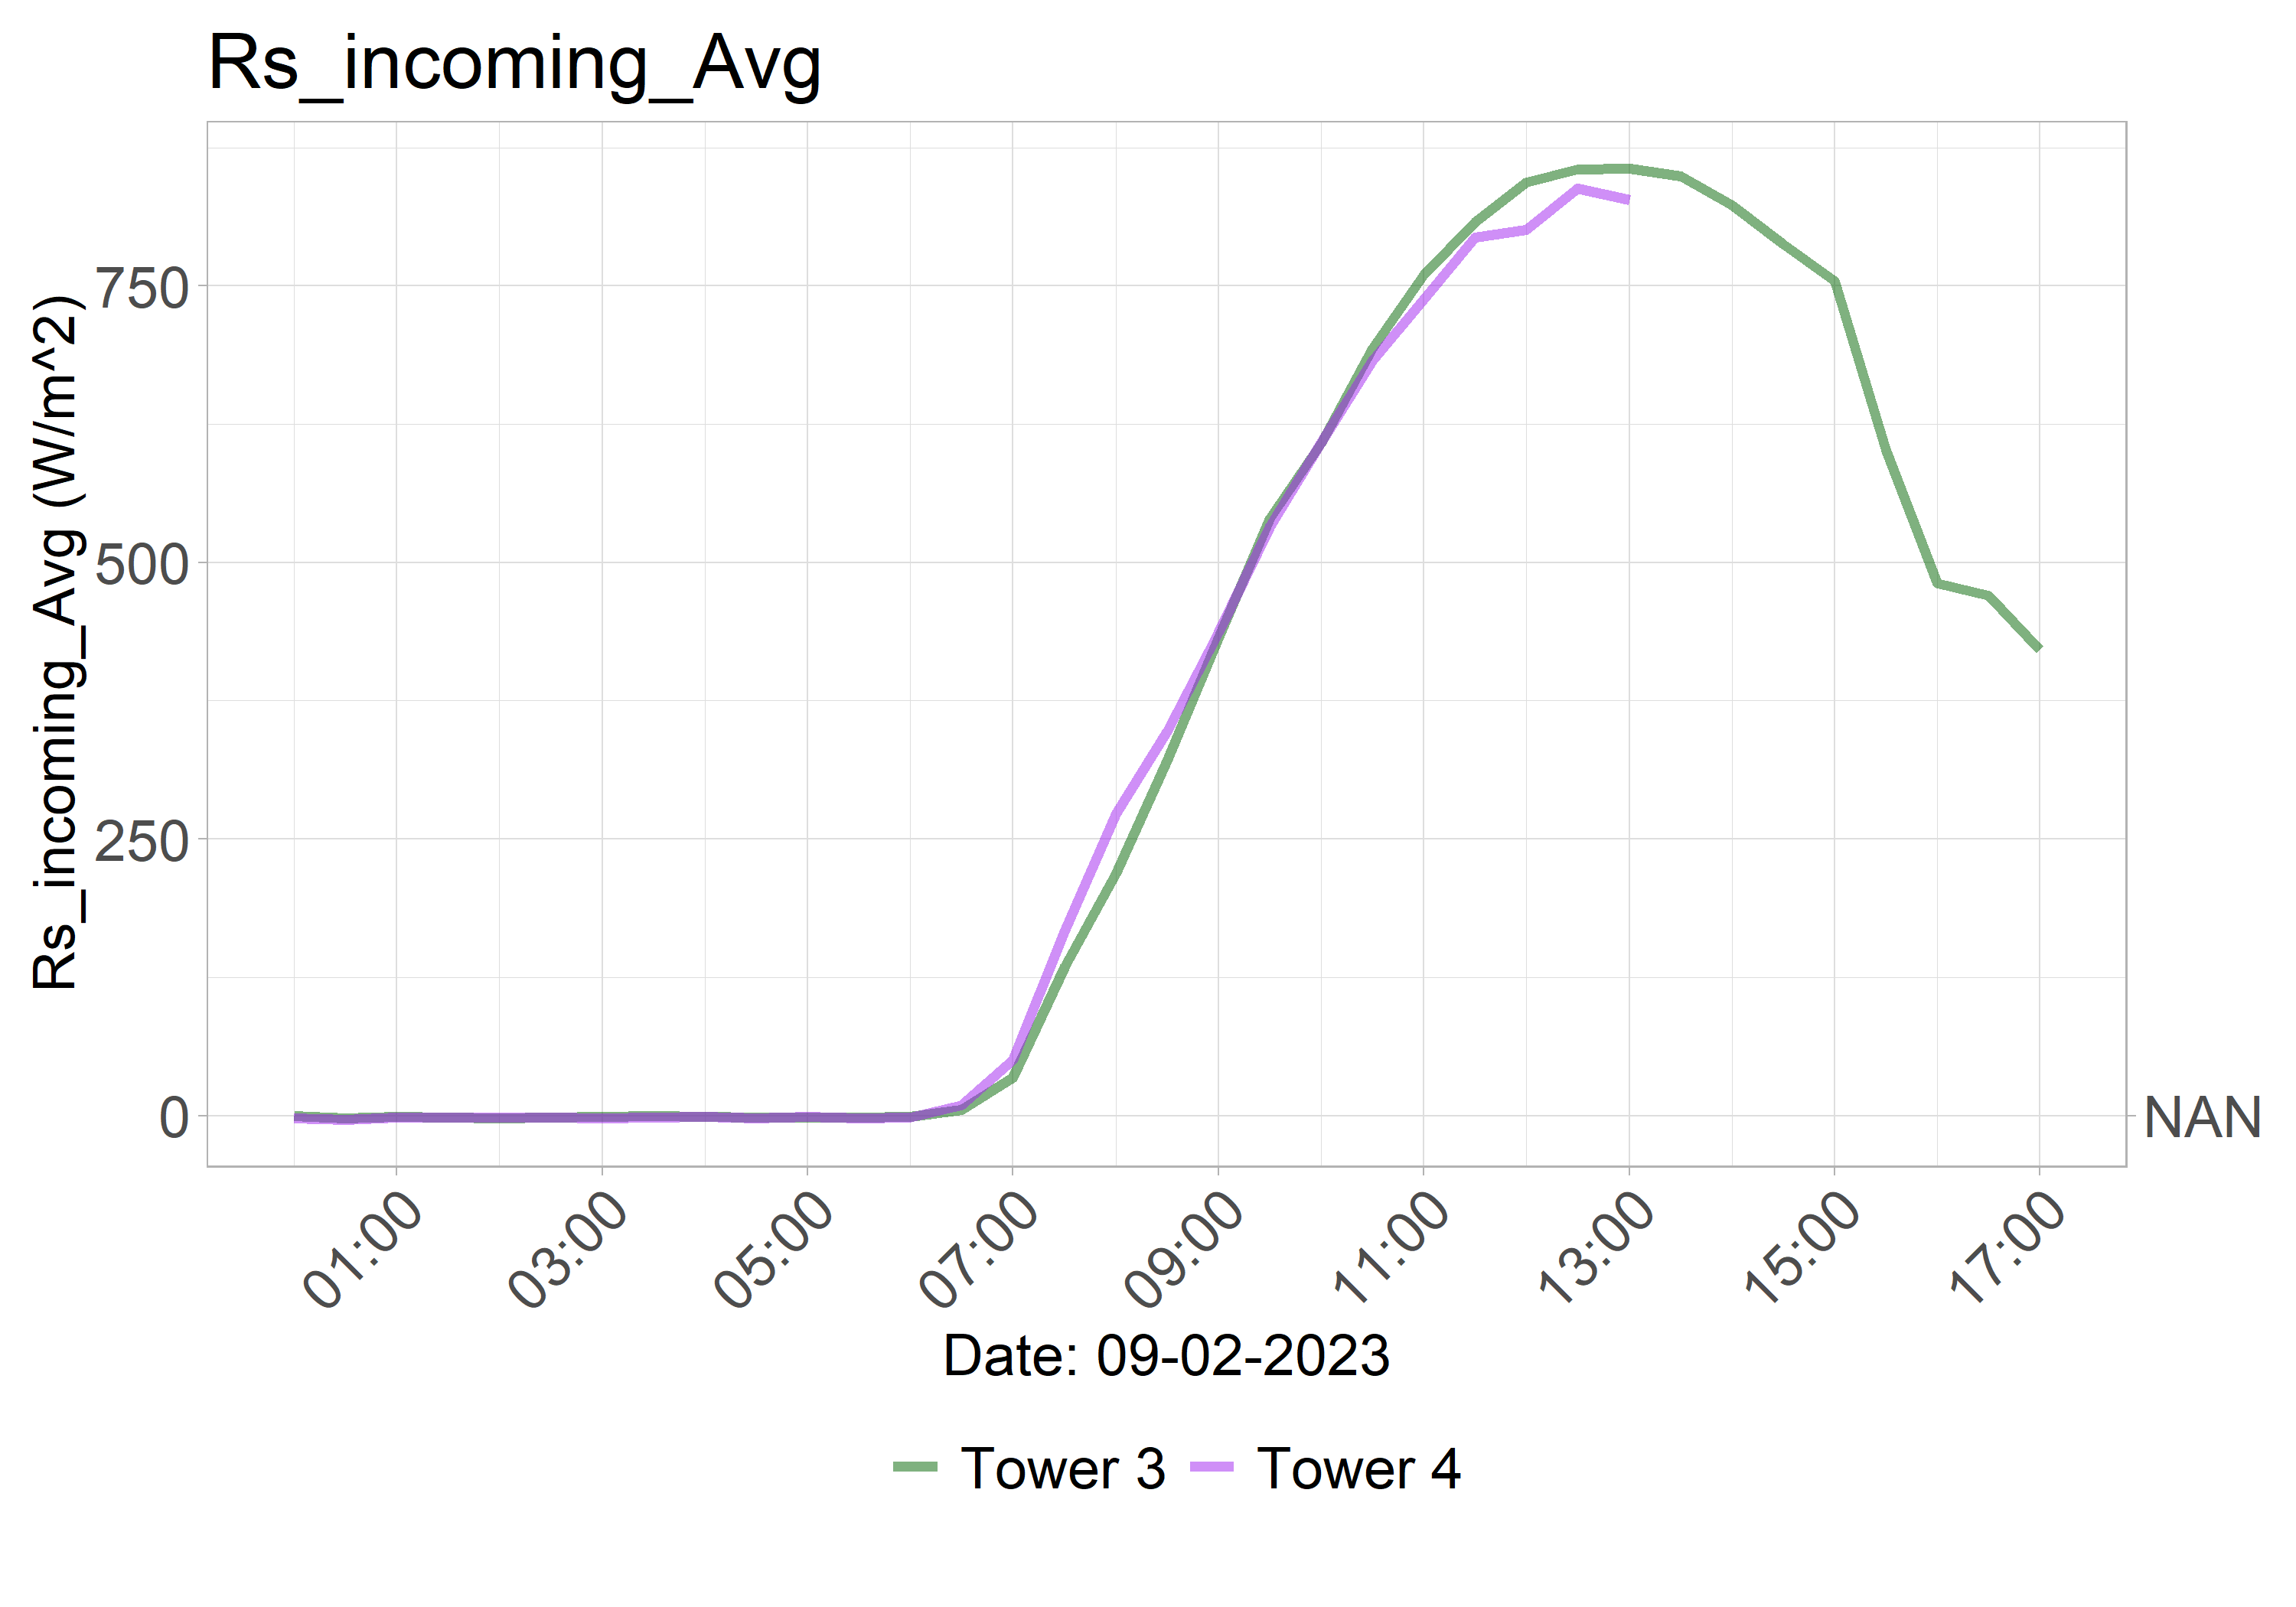 Rs_incoming_Avg
Rs_incoming_Avg (W/m^2)
750
500
250
0
NAN
01:00
03:00
05:00
07:00
09:00
11:00
13:00
15:00
17:00
Date: 09-02-2023
Tower 3
Tower 4